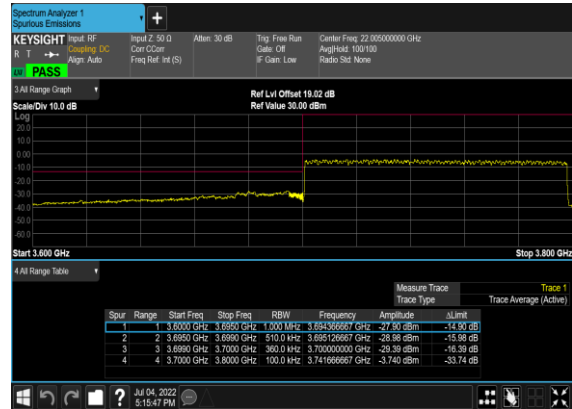 Spectrum Analyzer 1
Spurious Emissions
+
KEYSIGHT Input: RF Input Z: 50 Ω Atten: 30 dB Trig: Free Run Center Freq: 22.005000000 GHz
R T Coupling: DC Corr CCorr Gate: Off Avg|Hold: 100/100
Align: Auto Freq Ref: Int (S) IF Gain: Low Radio Std: None
PASS
3 All Range Graph
Ref Lvl Offset 19.02 dB
Scale/Div 10.0 dB Ref Value 30.00 dBm
Log
20.0
10.0
0.00
-10.0
-20.0
-30.0
-40.0
-50.0
-60.0
Start 3.600 GHz Stop 3.800 GHz
4 All Range Table
Measure Trace Trace 1
Trace Type Trace Average (Active)
Spur Range Start Freq Stop Freq RBW Frequency Amplitude ΔLimit
1 1 3.6000 GHz 3.6950 GHz 1.000 MHz 3.694366667 GHz -27.90 dBm -14.90 dB
2 2 3.6950 GHz 3.6990 GHz 510.0 kHz 3.695126667 GHz -28.98 dBm -15.98 dB
3 3 3.6990 GHz 3.7000 GHz 360.0 kHz 3.700000000 GHz -29.39 dBm -16.39 dB
4 4 3.7000 GHz 3.8000 GHz 100.0 kHz 3.741666667 GHz -3.740 dBm -33.74 dB
? Jul 04, 2022
5:15:47 PM